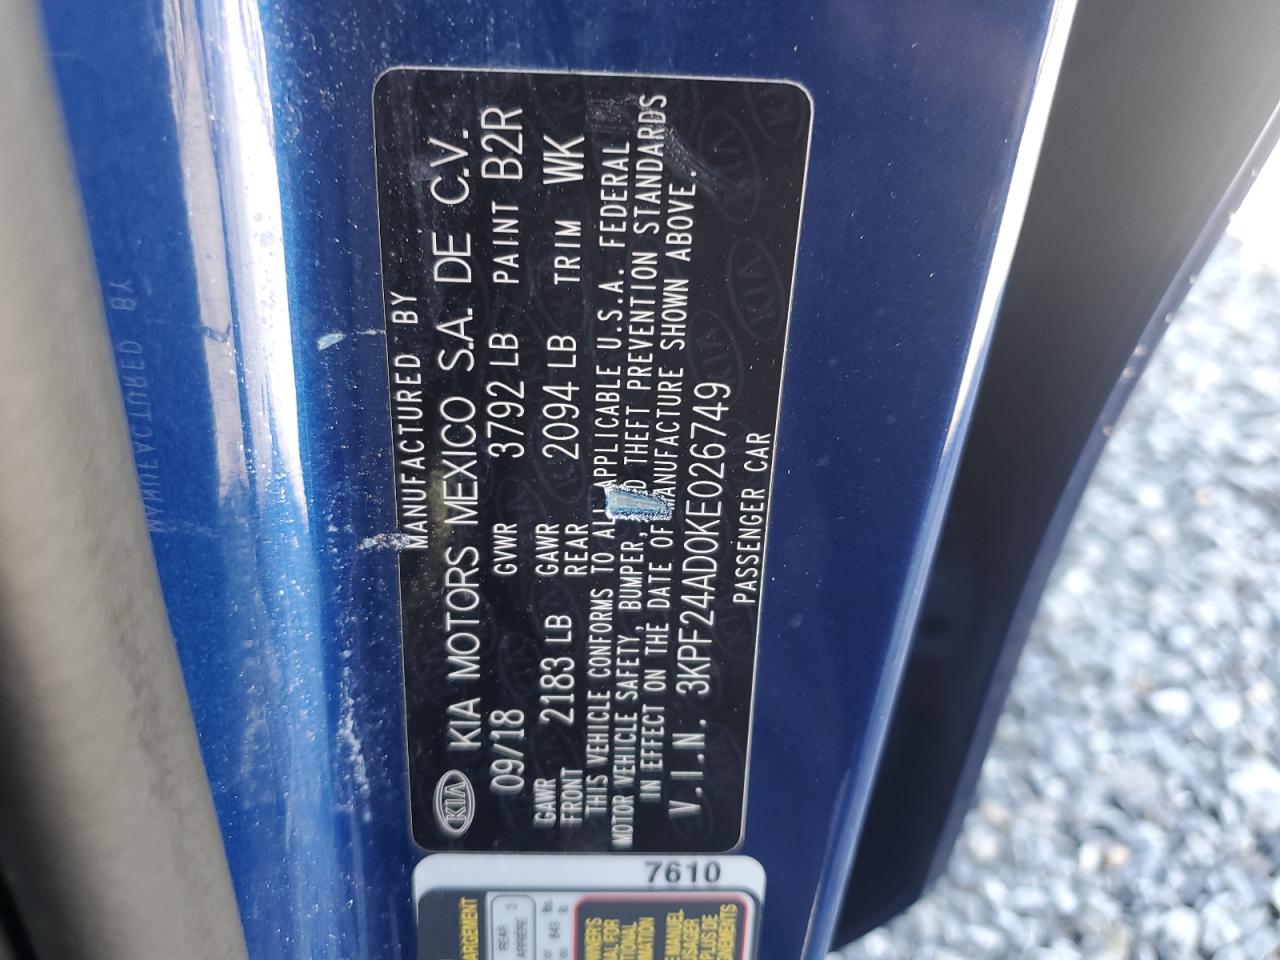 KIA
MANUFACTURED BY
KIA MOTORS MEXICO S.A. DE C.V.
09/18 GVWR 3792 LB PAINT B2R
GAWR FRONT 2183 LB GAWR REAR 2094 LB TRIM WK
THIS VEHICLE CONFORMS TO ALL APPLICABLE U.S.A. FEDERAL
MOTOR VEHICLE SAFETY, BUMPER, THEFT PREVENTION STANDARDS
IN EFFECT ON THE DATE OF MANUFACTURE SHOWN ABOVE.
V.I.N. 3KPF24AD0KE026749
PASSENGER CAR
7610
REAR